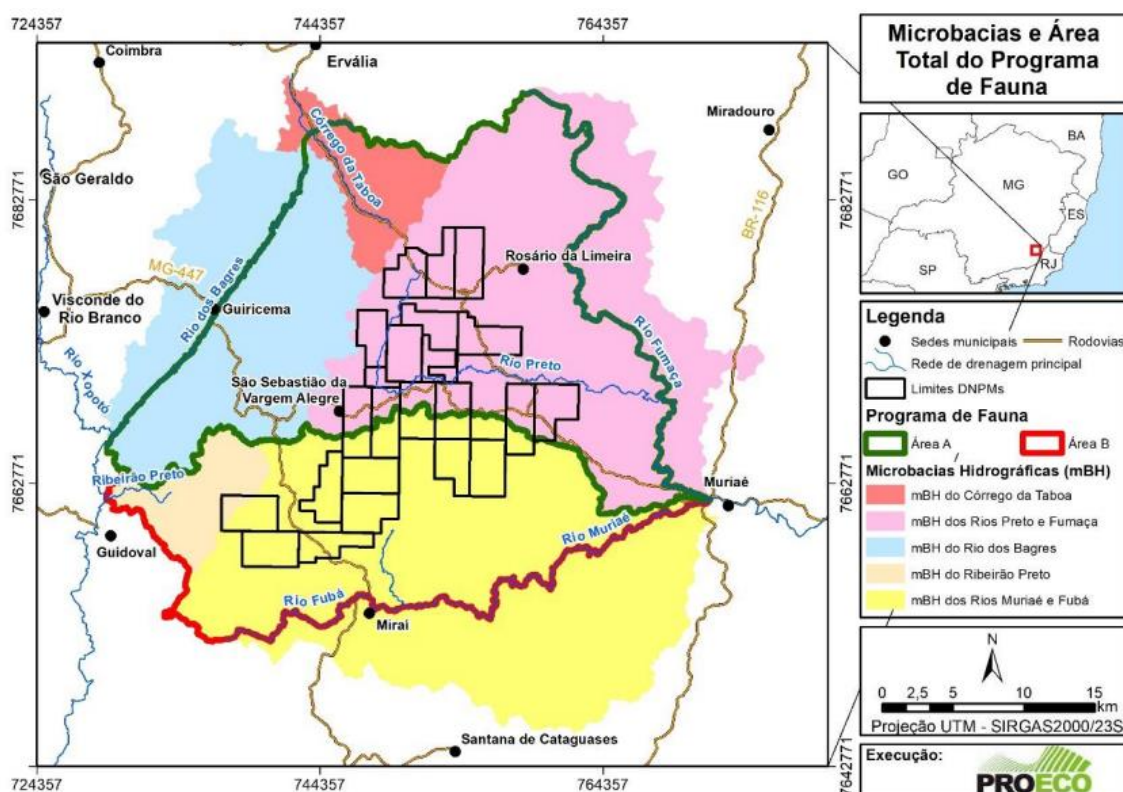 724357
744357
764357
Coimbra
Ervália
Miradouro
Córrego da Taboa
São Geraldo
7682771
7682771
BR-116
Rosário da Limeira
MG-447
Rio dos Bagres
Guiricema
Visconde do
Rio Branco
Rio Fumaça
Rio Preto
Rio Xopotó
São Sebastião da
Vargem Alegre
7662771
7662771
Ribeirão Preto
Muriaé
Guidoval
Rio Muriaé
Rio Fubá
Miraí
Santana de Cataguases
7642771
724357
744357
764357
Microbacias e Área
Total do Programa
de Fauna
BA
GO
MG
ES
SP
RJ
Legenda
Sedes municipais
Rodovias
Rede de drenagem principal
Limites DNPMs
Programa de Fauna
Área A
Área B
Microbacias Hidrográficas (mBH)
mBH do Córrego da Taboa
mBH dos Rios Preto e Fumaça
mBH do Rio dos Bagres
mBH do Ribeirão Preto
mBH dos Rios Muriaé e Fubá
N
0 2,5 5 10 15
km
Projeção UTM - SIRGAS2000/23S
Execução:
PROECO